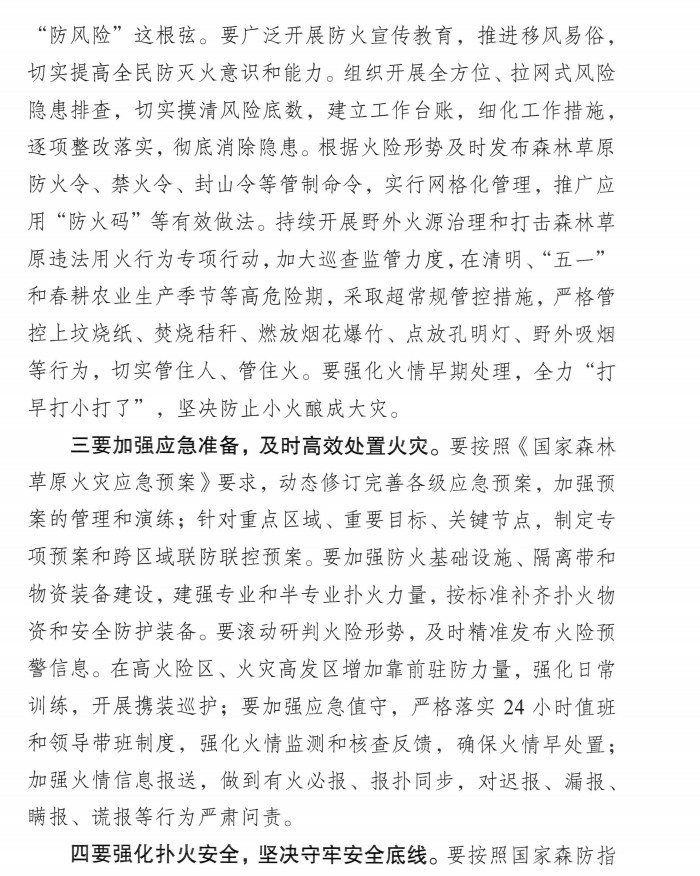 “防风险”这根弦。要广泛开展防火宣传教育，推进移风易俗，
切实提高全民防灭火意识和能力。组织开展全方位、拉网式风险
隐患排查，切实摸清风险底数，建立工作台账，细化工作措施，
逐项整改落实，彻底消除隐患。根据火险形势及时发布森林草原
防火令、禁火令、封山令等管制命令，实行网格化管理，推广应
用“防火码”等有效做法。持续开展野外火源治理和打击森林草
原违法用火行为专项行动，加大巡查监管力度，在清明、“五一”
和春耕农业生产季节等高危险期，采取超常规管控措施，严格管
控上坟烧纸、焚烧秸秆、燃放烟花爆竹、点放孔明灯、野外吸烟
等行为，切实管住人、管住火。要强化火情早期处理，全力“打
早打小打了”，坚决防止小火酿成大灾。
三要加强应急准备，及时高效处置火灾。要按照《国家森林
草原火灾应急预案》要求，动态修订完善各级应急预案，加强预
案的管理和演练；针对重点区域、重要目标、关键节点，制定专
项预案和跨区域联防联控预案。要加强防火基础设施、隔离带和
物资装备建设，建强专业和半专业扑火力量，按标准补齐扑火物
资和安全防护装备。要滚动研判火险形势，及时精准发布火险预
警信息。在高火险区、火灾高发区增加靠前驻防力量，强化日常
训练，开展携装巡护；要加强应急值守，严格落实 24 小时值班
和领导带班制度，强化火情监测和核查反馈，确保火情早处置；
加强火情信息报送，做到有火必报、报扑同步，对迟报、漏报、
瞒报、谎报等行为严肃问责。
四要强化扑火安全，坚决守牢安全底线。要按照国家森防指